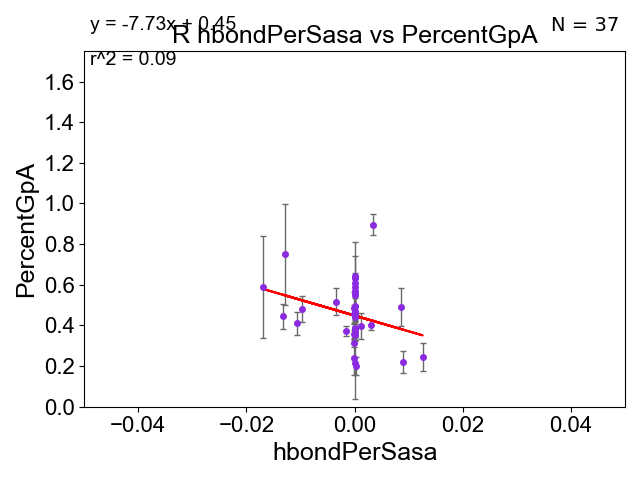 y = -7.73x + 0.45
R hbondPerSasa vs PercentGpA
N = 37
r^2 = 0.09
1.6
1.4
1.2
1.0
0.8
0.6
0.4
0.2
0.0
PercentGpA
−0.04 −0.02 0.00 0.02 0.04
hbondPerSasa